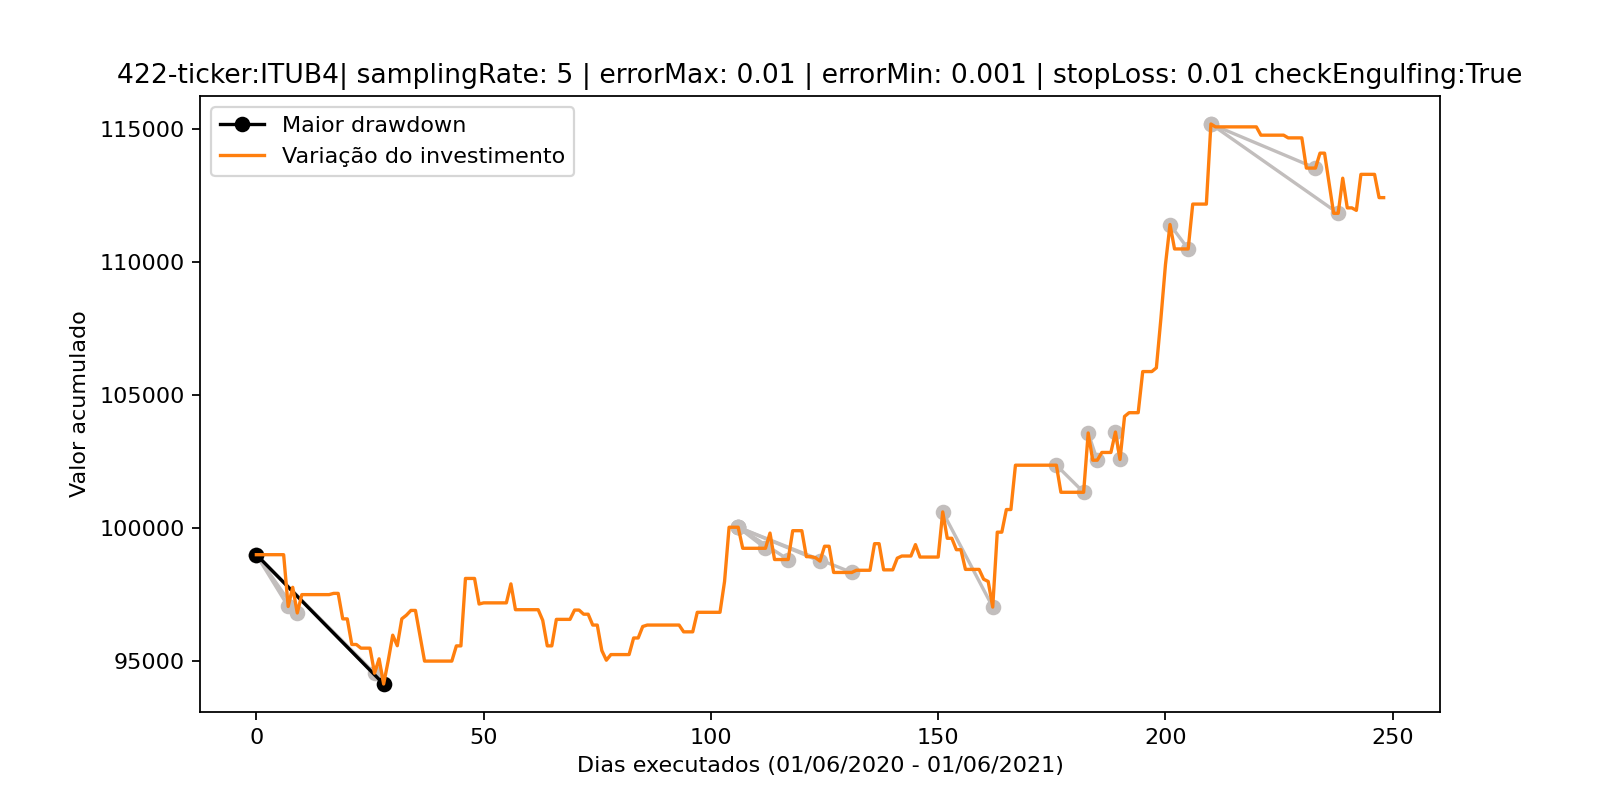 422-ticker:ITUB4| samplingRate: 5 | errorMax: 0.01 | errorMin: 0.001 | stopLoss: 0.01 checkEngulfing:True
Maior drawdown
Variação do investimento
115000
110000
105000
100000
95000
Valor acumulado
0 50 100 150 200 250
Dias executados (01/06/2020 - 01/06/2021)